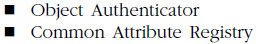 ■ Object Authenticator
■ Common Attribute Registry